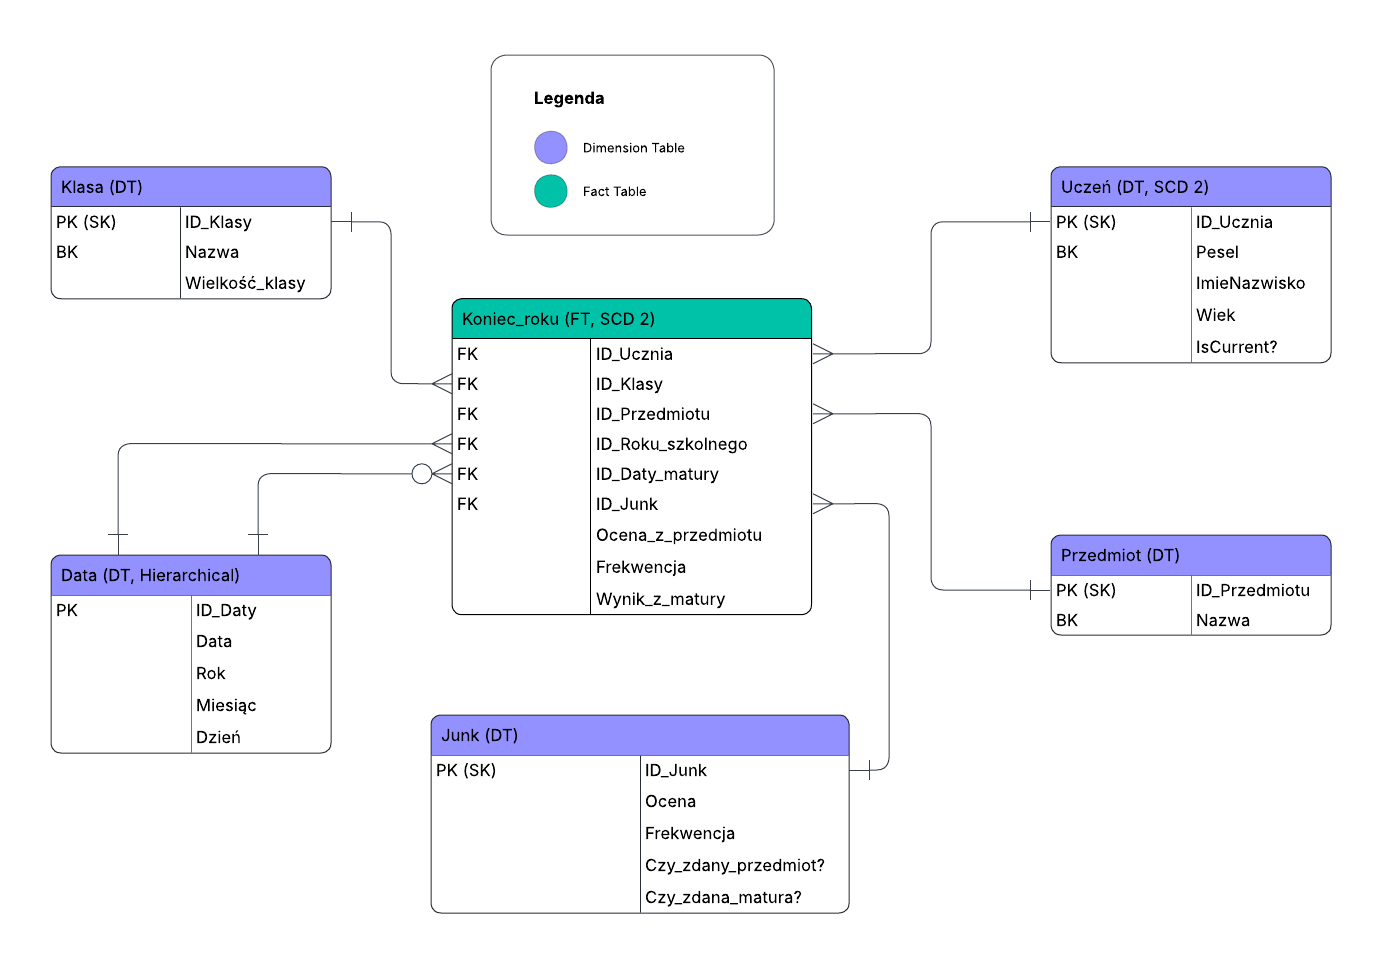 Legenda
Dimension Table
Fact Table
Klasa (DT)
PK (SK) ID_Klasy
BK Nazwa
Wielkość_klasy
Uczeń (DT, SCD 2)
PK (SK) ID_Ucznia
BK Pesel
ImieNazwisko
Wiek
IsCurrent?
Koniec_roku (FT, SCD 2)
FK ID_Ucznia
FK ID_Klasy
FK ID_Przedmiotu
FK ID_Roku_szkolnego
FK ID_Daty_matury
FK ID_Junk
Ocena_z_przedmiotu
Frekwencja
Wynik_z_matury
Data (DT, Hierarchical)
PK ID_Daty
Data
Rok
Miesiąc
Dzień
Przedmiot (DT)
PK (SK) ID_Przedmiotu
BK Nazwa
Junk (DT)
PK (SK) ID_Junk
Ocena
Frekwencja
Czy_zdany_przedmiot?
Czy_zdana_matura?